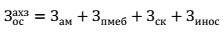 З_ос^ахз = З_ам + З_пмеб + З_ск + З_инос